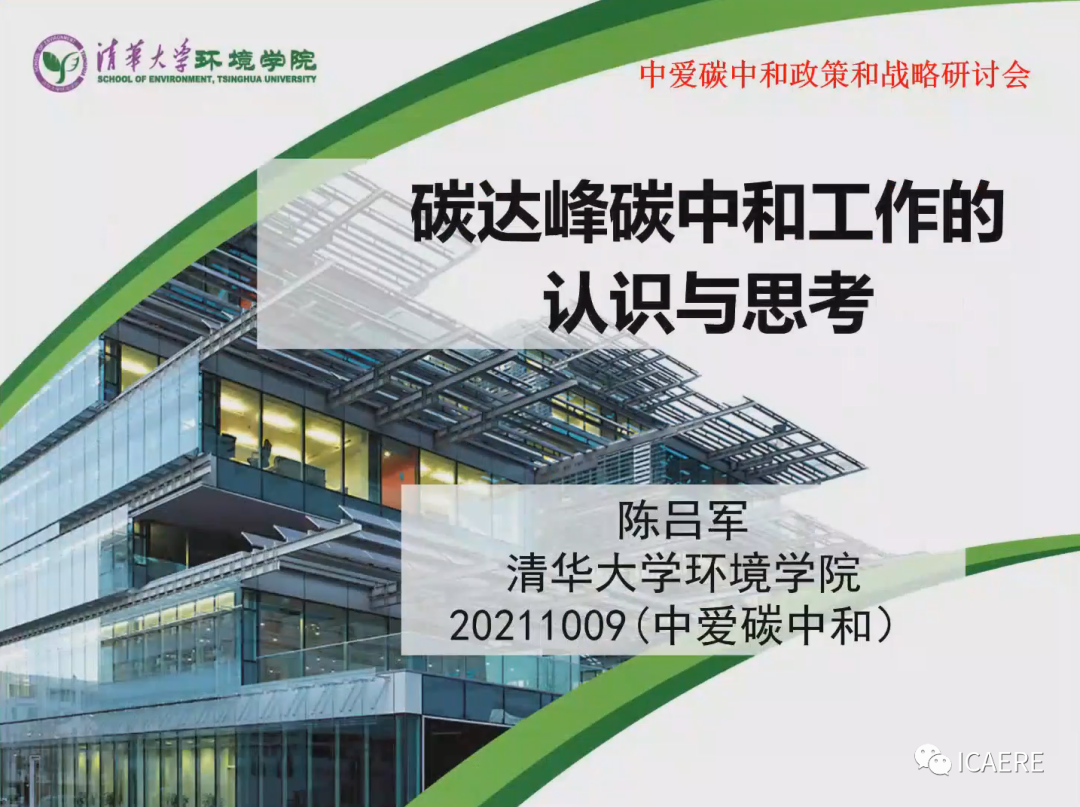 清华大学环境学院
SCHOOL OF ENVIRONMENT, TSINGHUA UNIVERSITY
中爱碳中和政策和战略研讨会
碳达峰碳中和工作的
认识与思考
陈吕军
清华大学环境学院
20211009(中爱碳中和）
ICAERE